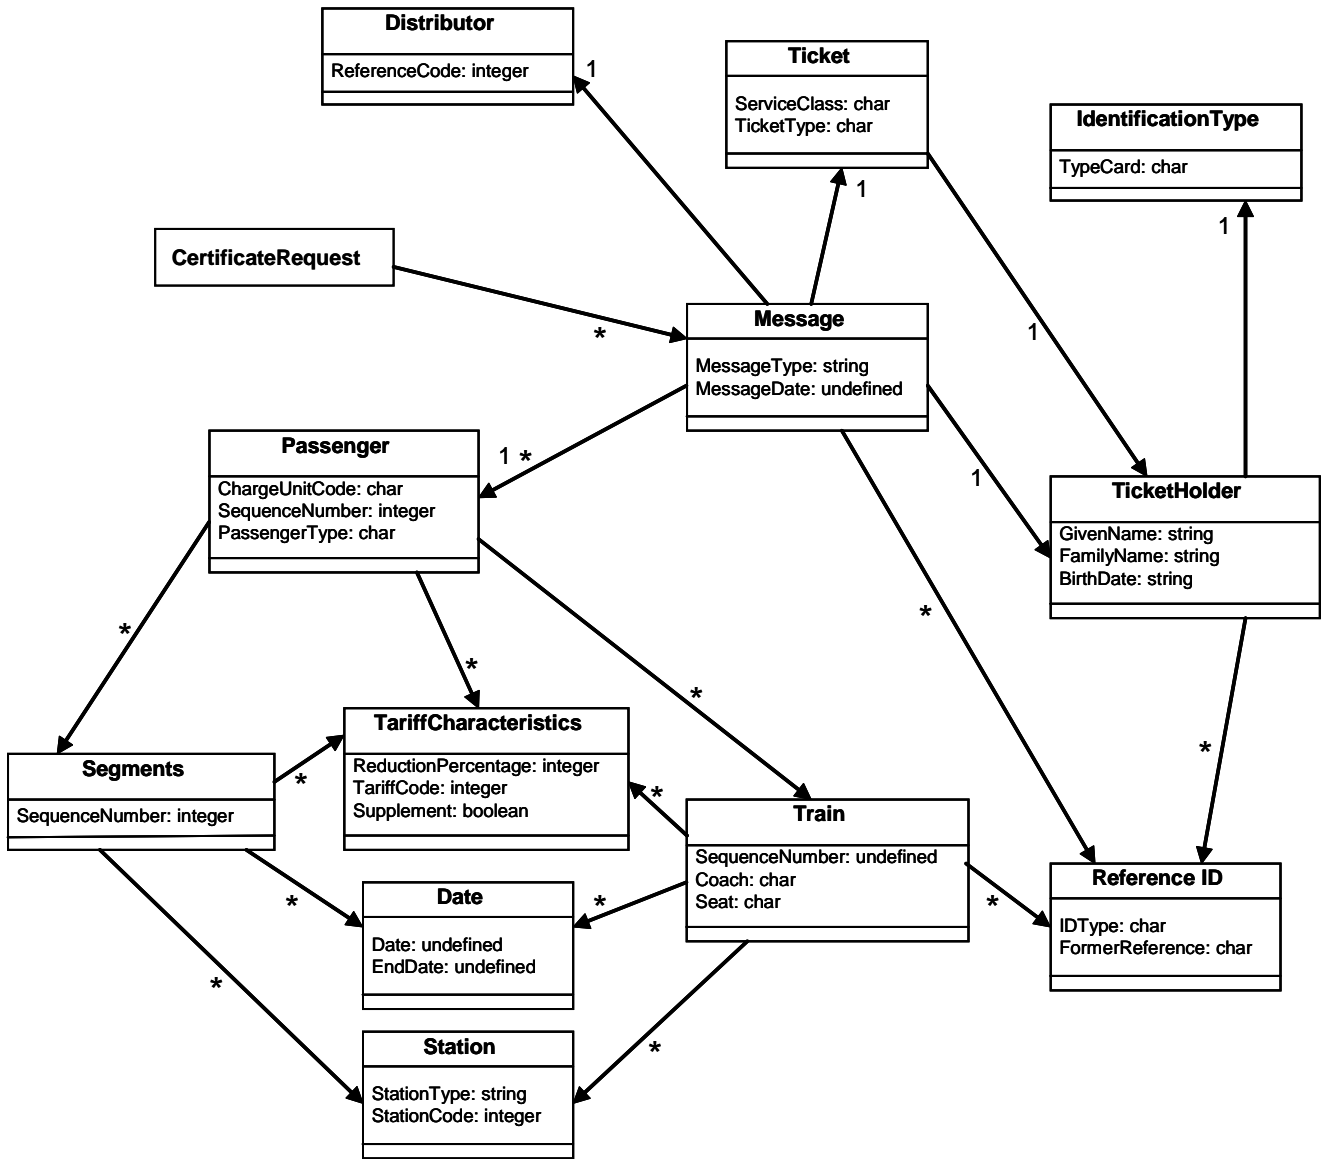 Distributor
ReferenceCode: integer
1
Ticket
ServiceClass: char
TicketType: char
1
IdentificationType
TypeCard: char
1
CertificateRequest
*
Message
MessageType: string
MessageDate: undefined
1
1
Passenger
ChargeUnitCode: char
SequenceNumber: integer
PassengerType: char
1 *
TicketHolder
GivenName: string
FamilyName: string
BirthDate: string
*
*
*
*
*
TariffCharacteristics
ReductionPercentage: integer
TariffCode: integer
Supplement: boolean
Segments
SequenceNumber: integer
*
*
Train
SequenceNumber: undefined
Coach: char
Seat: char
Reference ID
IDType: char
FormerReference: char
*
*
*
Date
Date: undefined
EndDate: undefined
*
*
Station
StationType: string
StationCode: integer